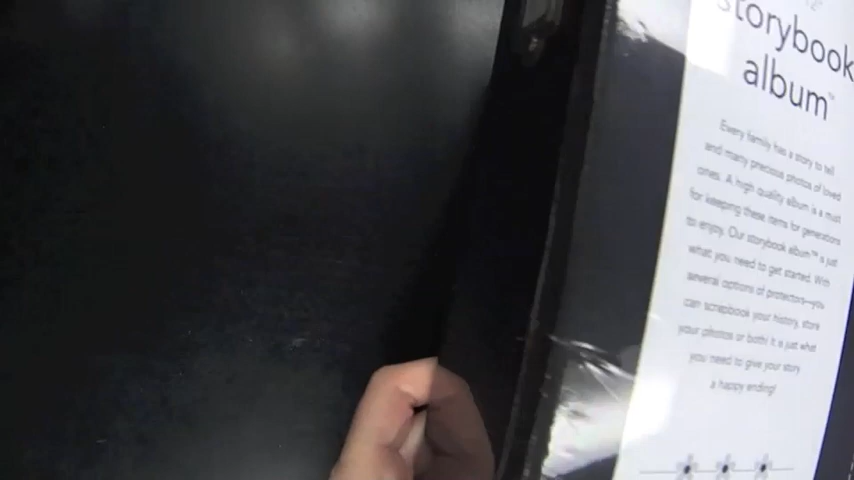 storybook
album™
Every family has a story to tell
and many precious photos of loved
ones. A high quality album is a must
for keeping these items for generations
to enjoy. Our storybook album™ is just
what you need to get started. With
several options of protectors—you
can scrapbook your history, store
your photos or both! It is just what
you need to give your story
a happy ending!